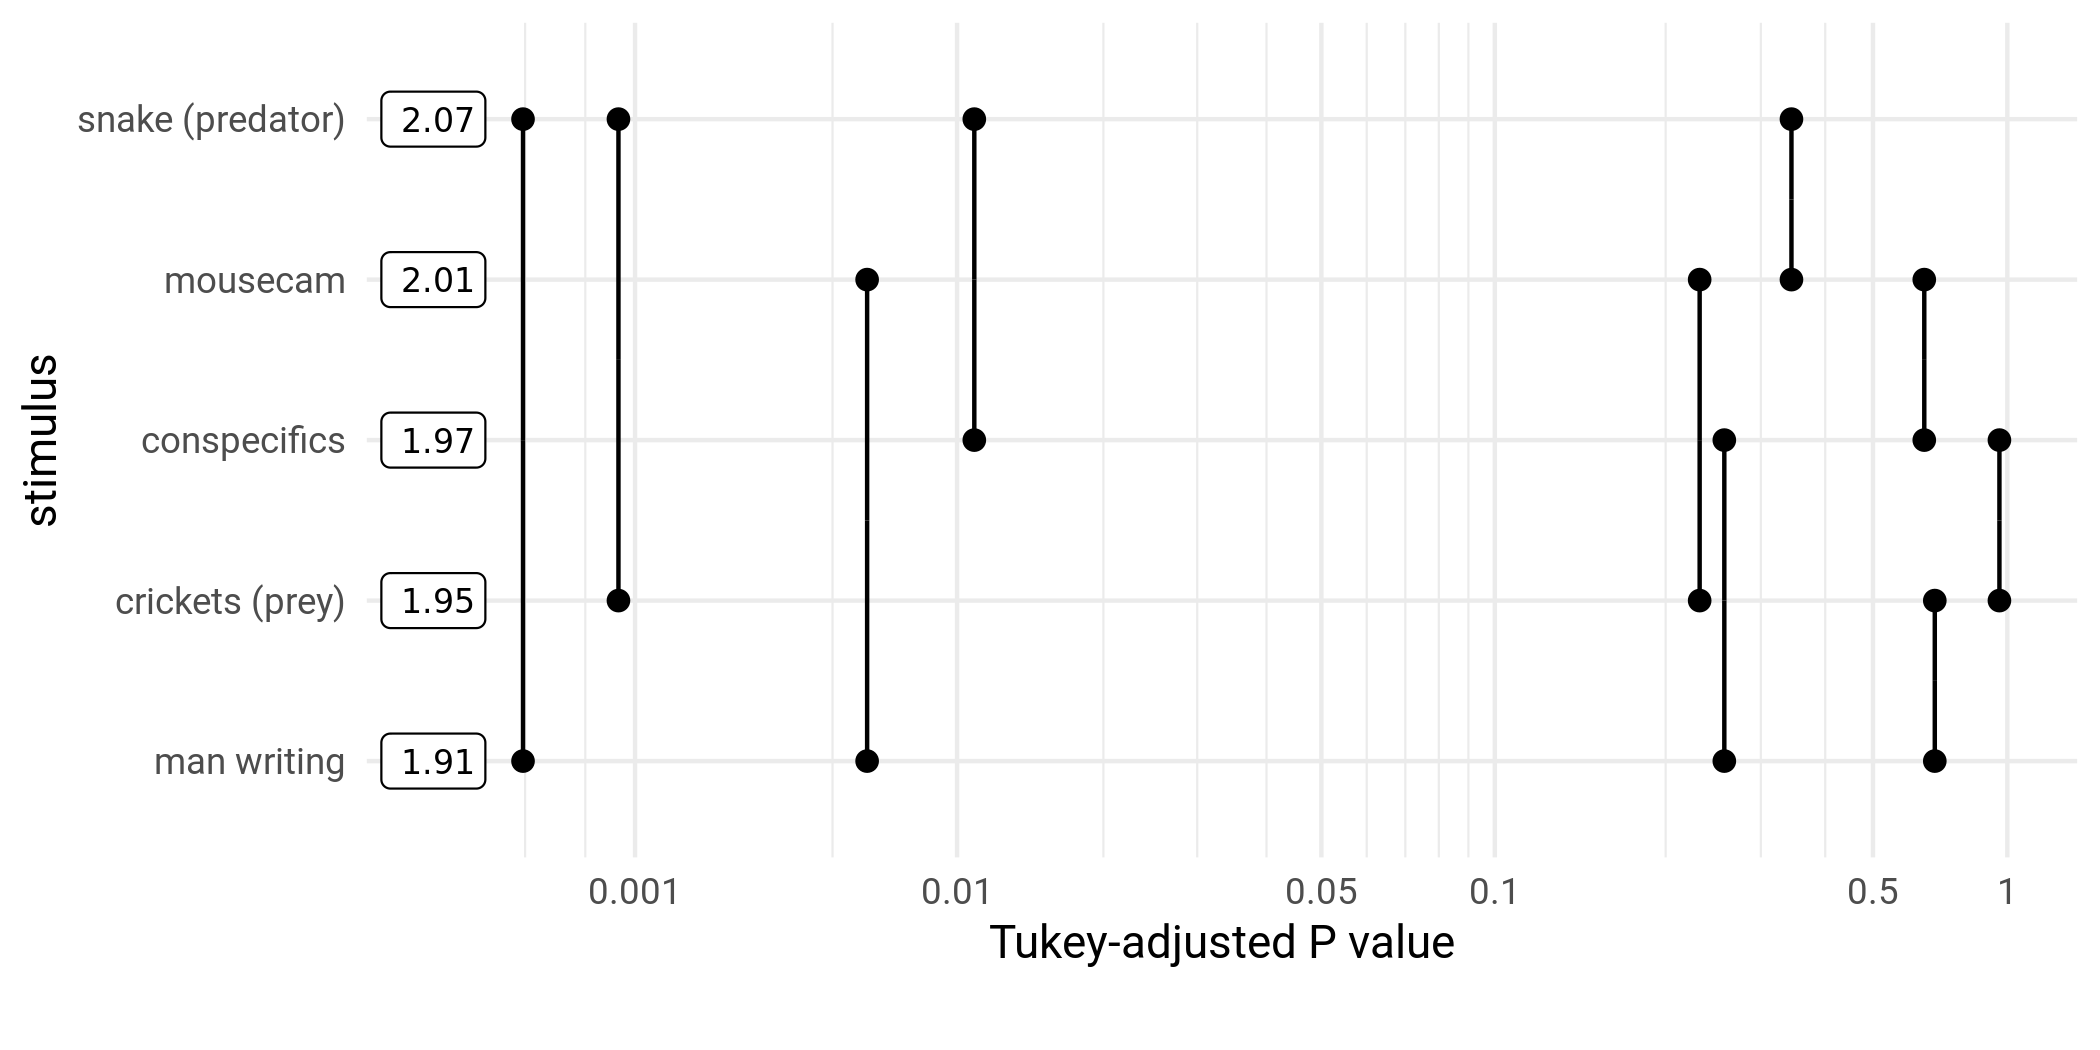 snake (predator) 2.07
mousecam 2.01
conspecifics 1.97
crickets (prey) 1.95
man writing 1.91
stimulus
0.001 0.01 0.05 0.1 0.5 1
Tukey-adjusted P value